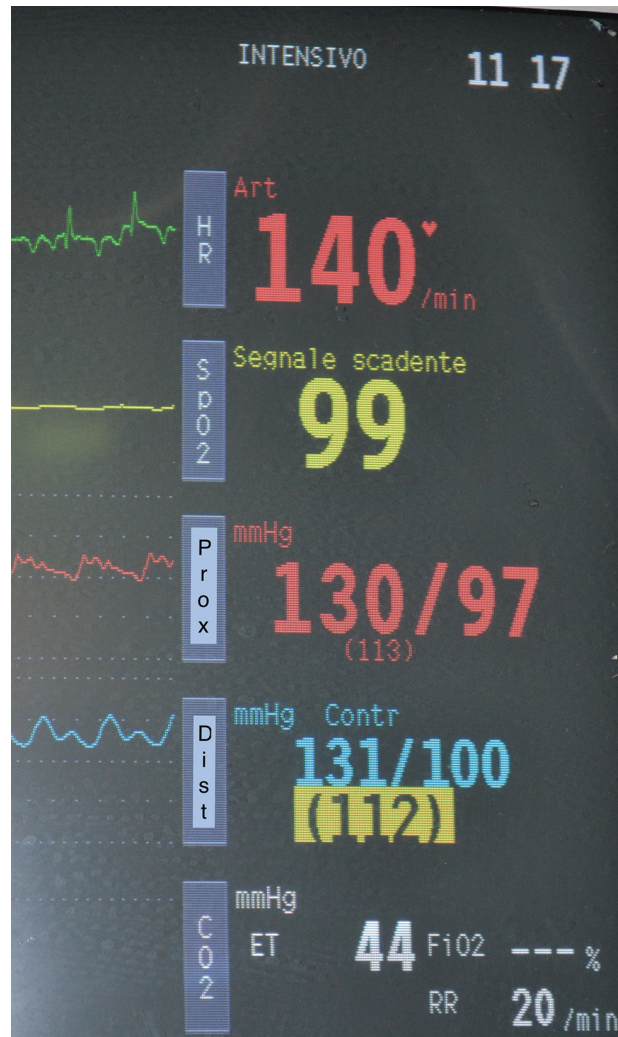 INTENSIVO 11 17
HR
Art
140 /min
SpO2
Segnale scadente
99
Prox
mmHg
130/97
(113)
Dist
mmHg Contr
131/100
(112)
CO2
mmHg
ET 44 FiO2 ---%
RR 20 /min